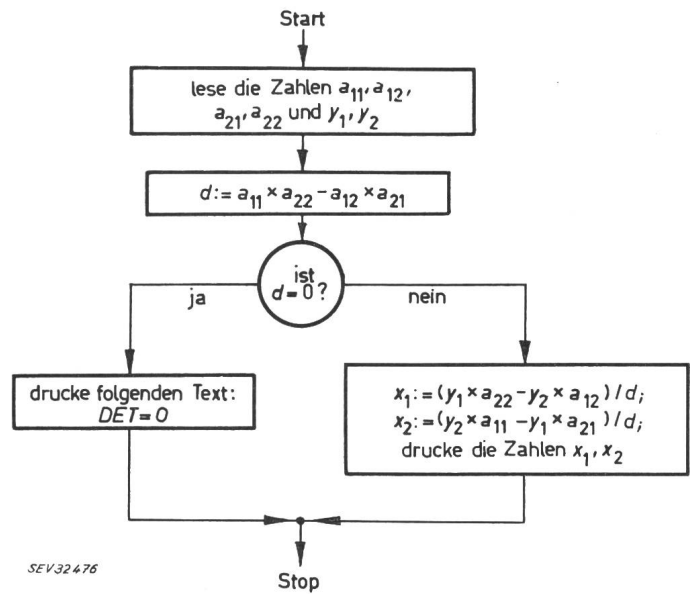 Start
lese die Zahlen a₁₁, a₁₂,
a₂₁, a₂₂ und y₁, y₂
d := a₁₁ × a₂₂ - a₁₂ × a₂₁
ist
d = 0 ?
ja
nein
drucke folgenden Text:
DET = 0
x₁ := (y₁ × a₂₂ - y₂ × a₁₂) / d;
x₂ := (y₂ × a₁₁ - y₁ × a₂₁) / d;
drucke die Zahlen x₁, x₂
SEV32476
Stop